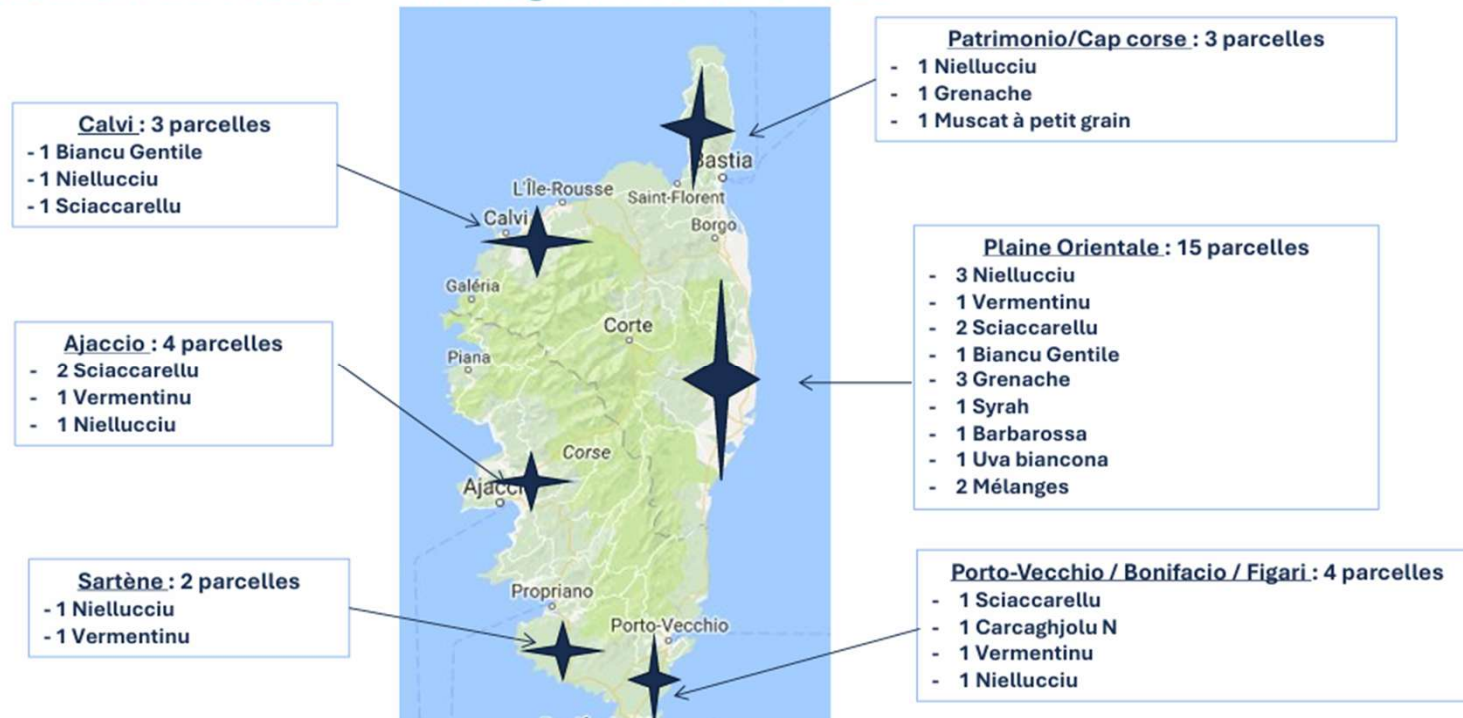 Patrimonio/Cap corse : 3 parcelles
- 1 Niellucciu
- 1 Grenache
- 1 Muscat à petit grain
Calvi : 3 parcelles
- 1 Biancu Gentile
- 1 Niellucciu
- 1 Sciaccarellu
Bastia
L'Île-Rousse
Saint-Florent
Calvi
Borgo
Plaine Orientale : 15 parcelles
- 3 Niellucciu
- 1 Vermentinu
- 2 Sciaccarellu
- 1 Biancu Gentile
- 3 Grenache
- 1 Syrah
- 1 Barbarossa
- 1 Uva biancona
- 2 Mélanges
Galéria
Corte
Piana
Ajaccio : 4 parcelles
- 2 Sciaccarellu
- 1 Vermentinu
- 1 Niellucciu
Corse
Ajaccio
Sartène : 2 parcelles
- 1 Niellucciu
- 1 Vermentinu
Propriano
Porto-Vecchio
Porto-Vecchio / Bonifacio / Figari : 4 parcelles
- 1 Sciaccarellu
- 1 Carcaghjolu N
- 1 Vermentinu
- 1 Niellucciu